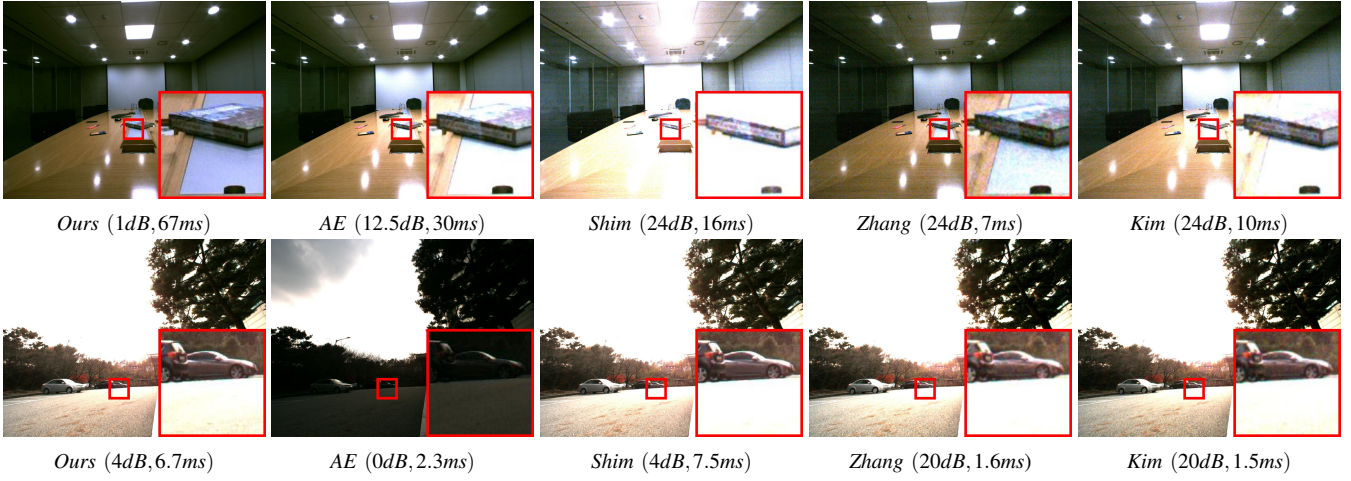 Ours (1dB, 67ms) AE (12.5dB, 30ms) Shim (24dB, 16ms) Zhang (24dB, 7ms) Kim (24dB, 10ms)
Ours (4dB, 6.7ms) AE (0dB, 2.3ms) Shim (4dB, 7.5ms) Zhang (20dB, 1.6ms) Kim (20dB, 1.5ms)